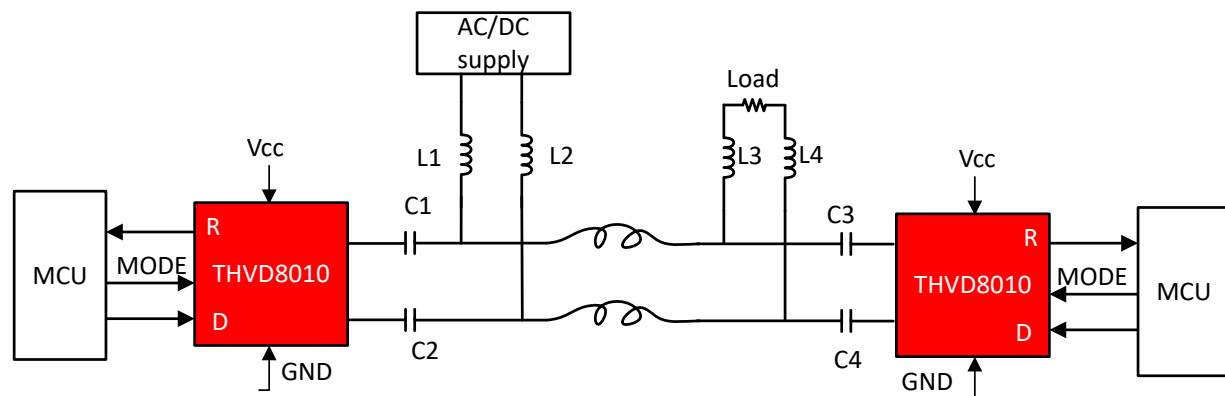 AC/DC
supply
Load
L1
L2
L3
L4
Vcc
Vcc
C1
C3
MCU
R
MODE
THVD8010
D
GND
C2
R
MODE
THVD8010
D
GND
MCU
C4